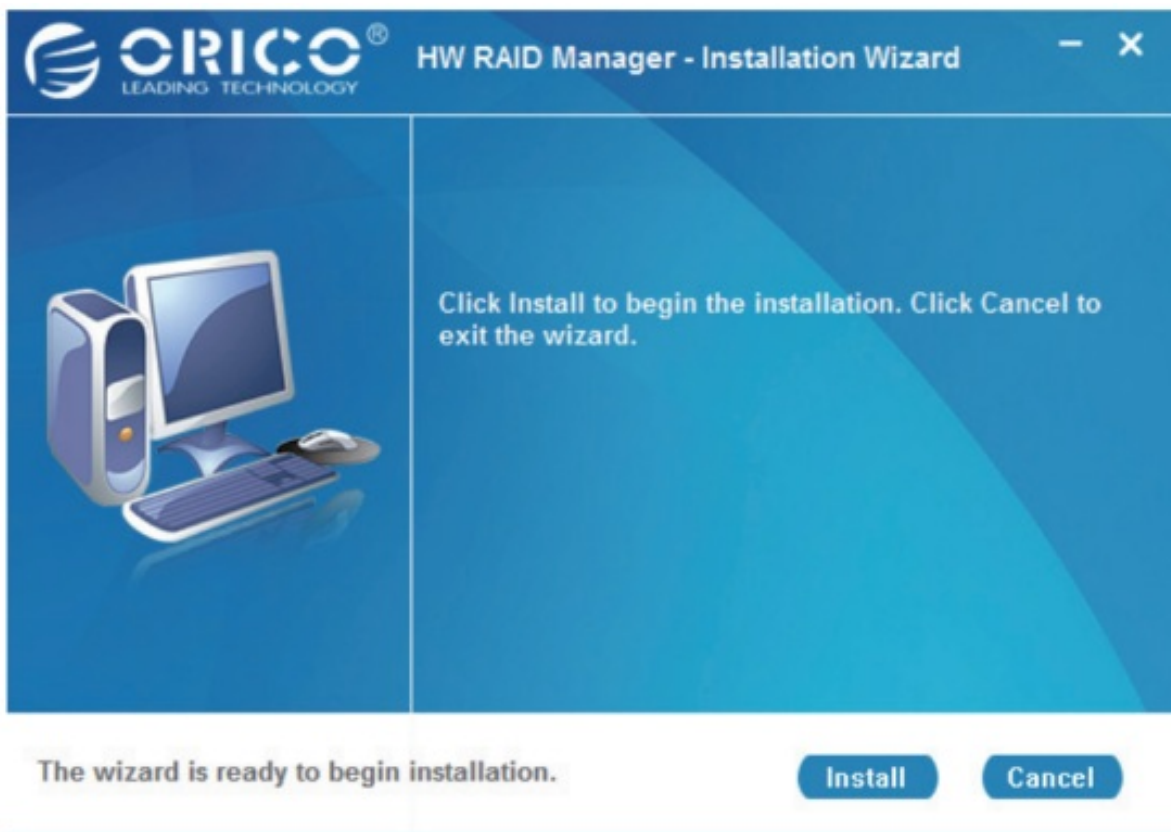 ORICO®
LEADING TECHNOLOGY
HW RAID Manager - Installation Wizard
Click Install to begin the installation. Click Cancel to
exit the wizard.
The wizard is ready to begin installation.
Install
Cancel